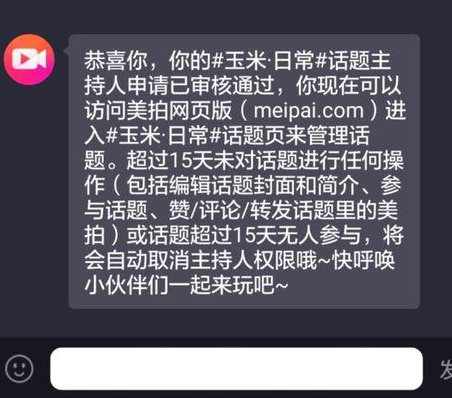 恭喜你，你的#玉米·日常#话题主
持人申请已审核通过，你现在可以
访问美拍网页版（meipai.com）进
入#玉米·日常#话题页来管理话
题。超过15天未对话题进行任何操
作（包括编辑话题封面和简介、参
与话题、赞/评论/转发话题里的美
拍）或话题超过15天无人参与，将
会自动取消主持人权限哦~快呼唤
小伙伴们一起来玩吧~